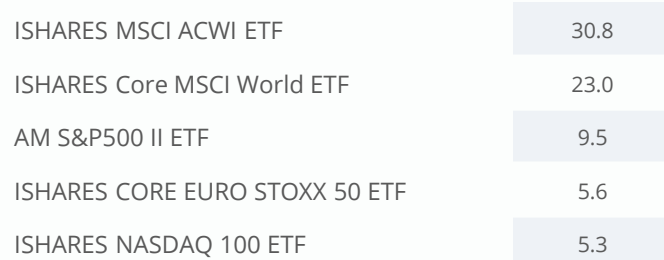 ISHARES MSCI ACWI ETF 30.8
ISHARES Core MSCI World ETF 23.0
AM S&P500 II ETF 9.5
ISHARES CORE EURO STOXX 50 ETF 5.6
ISHARES NASDAQ 100 ETF 5.3